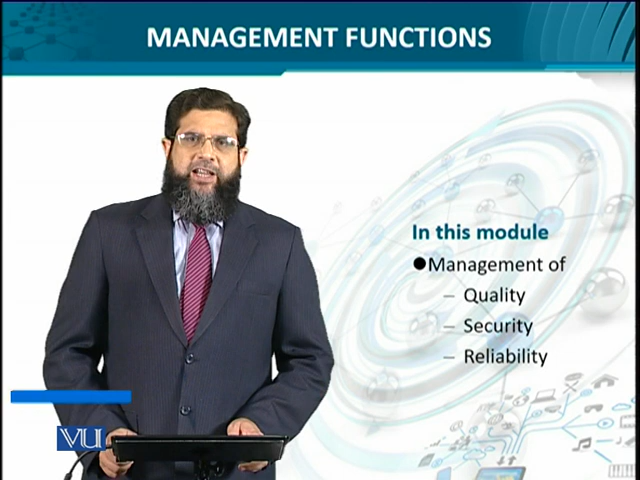 MANAGEMENT FUNCTIONS
In this module
●Management of
– Quality
– Security
– Reliability
VU